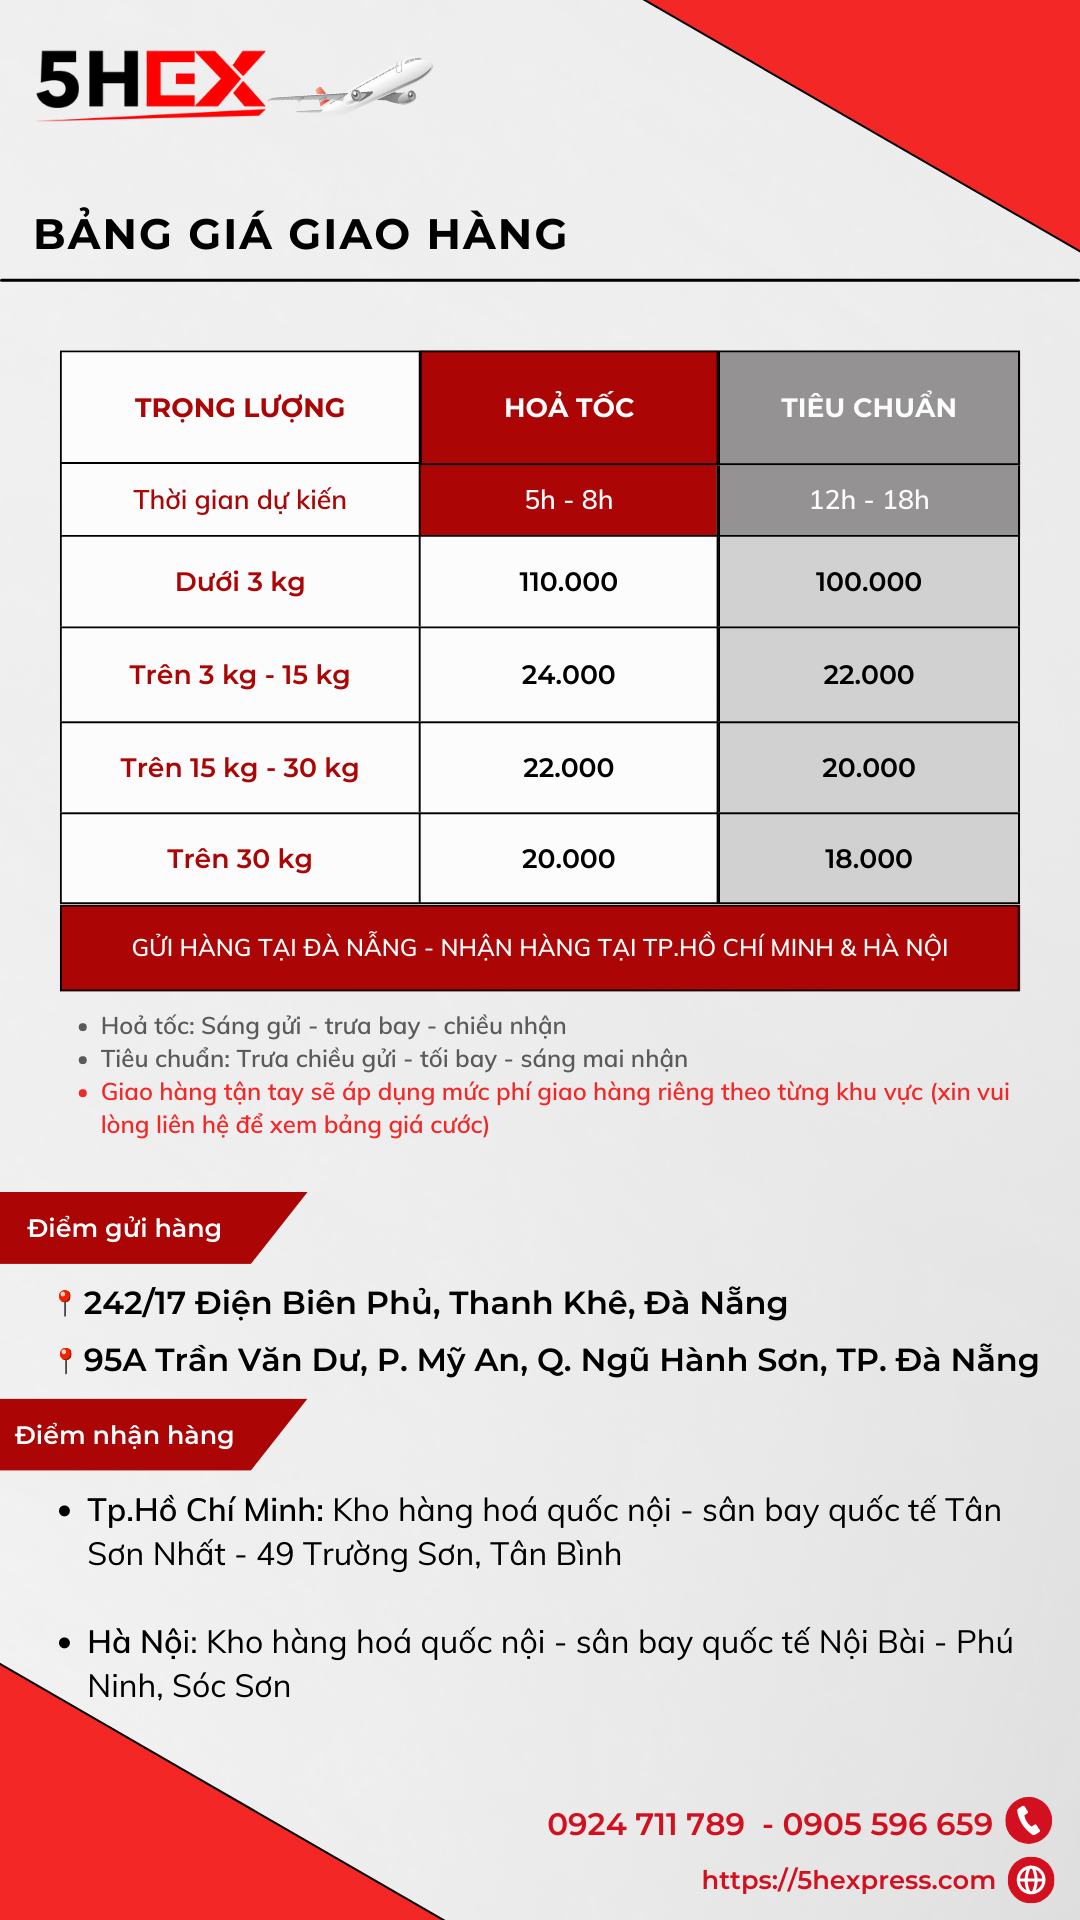 5HEX
BẢNG GIÁ GIAO HÀNG
TRỌNG LƯỢNG HOẢ TỐC TIÊU CHUẨN
Thời gian dự kiến 5h - 8h 12h - 18h
Dưới 3 kg 110.000 100.000
Trên 3 kg - 15 kg 24.000 22.000
Trên 15 kg - 30 kg 22.000 20.000
Trên 30 kg 20.000 18.000
GỬI HÀNG TẠI ĐÀ NẴNG - NHẬN HÀNG TẠI TP.HỒ CHÍ MINH & HÀ NỘI
• Hoả tốc: Sáng gửi - trưa bay - chiều nhận
• Tiêu chuẩn: Trưa chiều gửi - tối bay - sáng mai nhận
• Giao hàng tận tay sẽ áp dụng mức phí giao hàng riêng theo từng khu vực (xin vui
lòng liên hệ để xem bảng giá cước)
Điểm gửi hàng
242/17 Điện Biên Phủ, Thanh Khê, Đà Nẵng
95A Trần Văn Dư, P. Mỹ An, Q. Ngũ Hành Sơn, TP. Đà Nẵng
Điểm nhận hàng
• Tp.Hồ Chí Minh: Kho hàng hoá quốc nội - sân bay quốc tế Tân
Sơn Nhất - 49 Trường Sơn, Tân Bình
• Hà Nội: Kho hàng hoá quốc nội - sân bay quốc tế Nội Bài - Phú
Ninh, Sóc Sơn
0924 711 789 - 0905 596 659
https://5hexpress.com